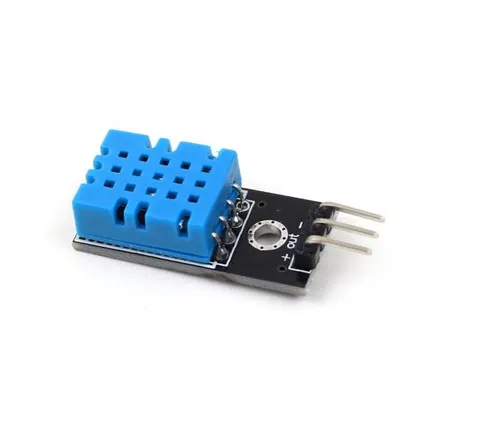 + out -